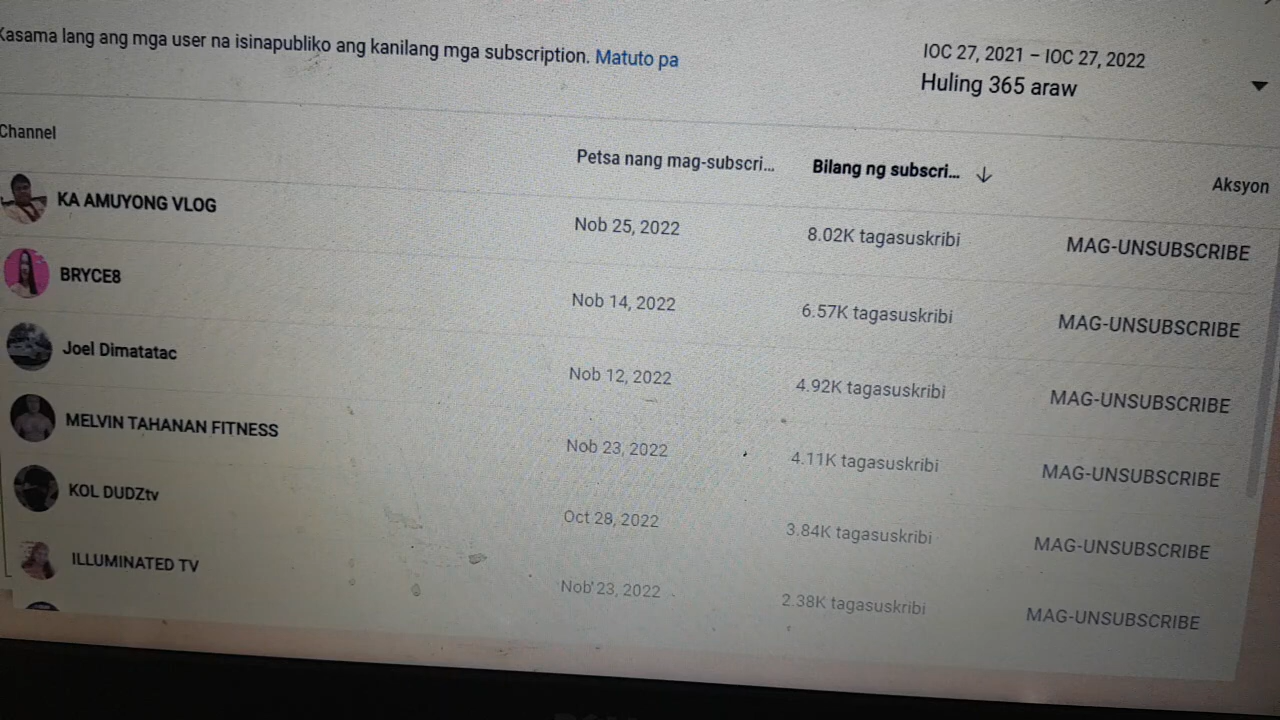 Kasama lang ang mga user na isinapubliko ang kanilang mga subscription. Matuto pa
IOC 27, 2021 – IOC 27, 2022
Huling 365 araw
Channel Petsa nang mag-subscri... Bilang ng subscri... ↓ Aksyon
KA AMUYONG VLOG Nob 25, 2022 8.02K tagasuskribi MAG-UNSUBSCRIBE
BRYCE8 Nob 14, 2022 6.57K tagasuskribi MAG-UNSUBSCRIBE
Joel Dimatatac Nob 12, 2022 4.92K tagasuskribi MAG-UNSUBSCRIBE
MELVIN TAHANAN FITNESS Nob 23, 2022 4.11K tagasuskribi MAG-UNSUBSCRIBE
KOL DUDZtv Oct 28, 2022 3.84K tagasuskribi MAG-UNSUBSCRIBE
ILLUMINATED TV Nob 23, 2022 2.38K tagasuskribi MAG-UNSUBSCRIBE